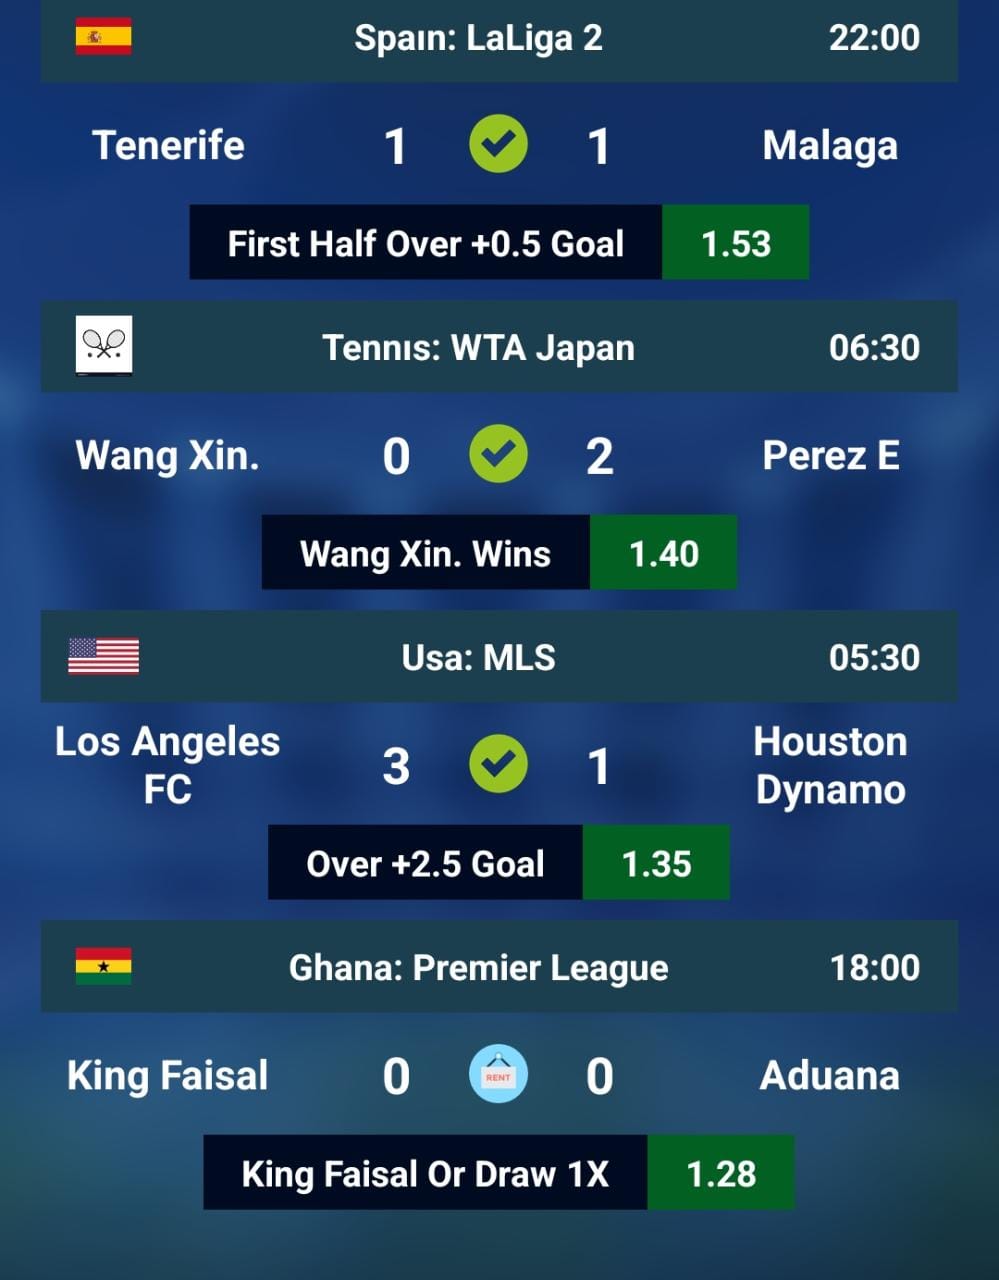 Spaın: LaLiga 2 22:00
Tenerife 1 1 Malaga
First Half Over +0.5 Goal 1.53
Tennıs: WTA Japan 06:30
Wang Xin. 0 2 Perez E
Wang Xin. Wins 1.40
Usa: MLS 05:30
Los Angeles FC 3 1 Houston Dynamo
Over +2.5 Goal 1.35
Ghana: Premier League 18:00
King Faisal 0 RENT 0 Aduana
King Faisal Or Draw 1X 1.28